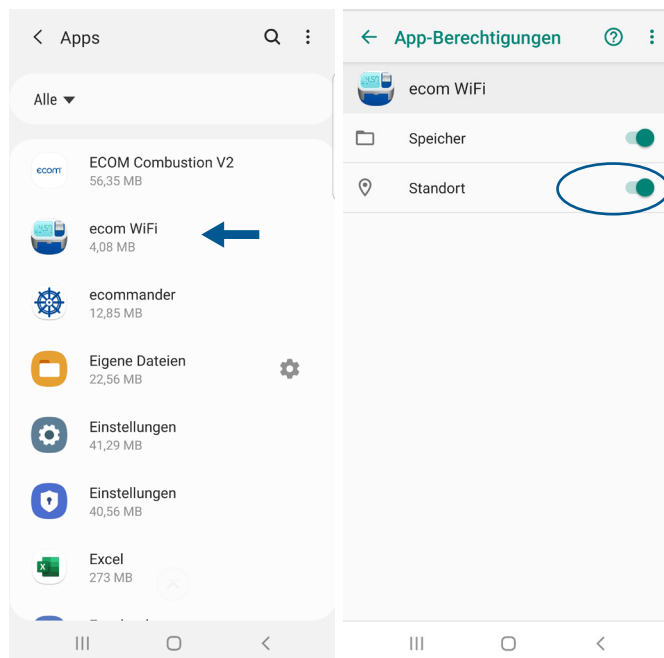 Apps
Alle
ecom
ECOM Combustion V2
56,35 MB
ecom WiFi
4,08 MB
ecommander
12,85 MB
Eigene Dateien
22,56 MB
Einstellungen
41,29 MB
Einstellungen
40,56 MB
Excel
273 MB
App-Berechtigungen
ecom WiFi
Speicher
Standort